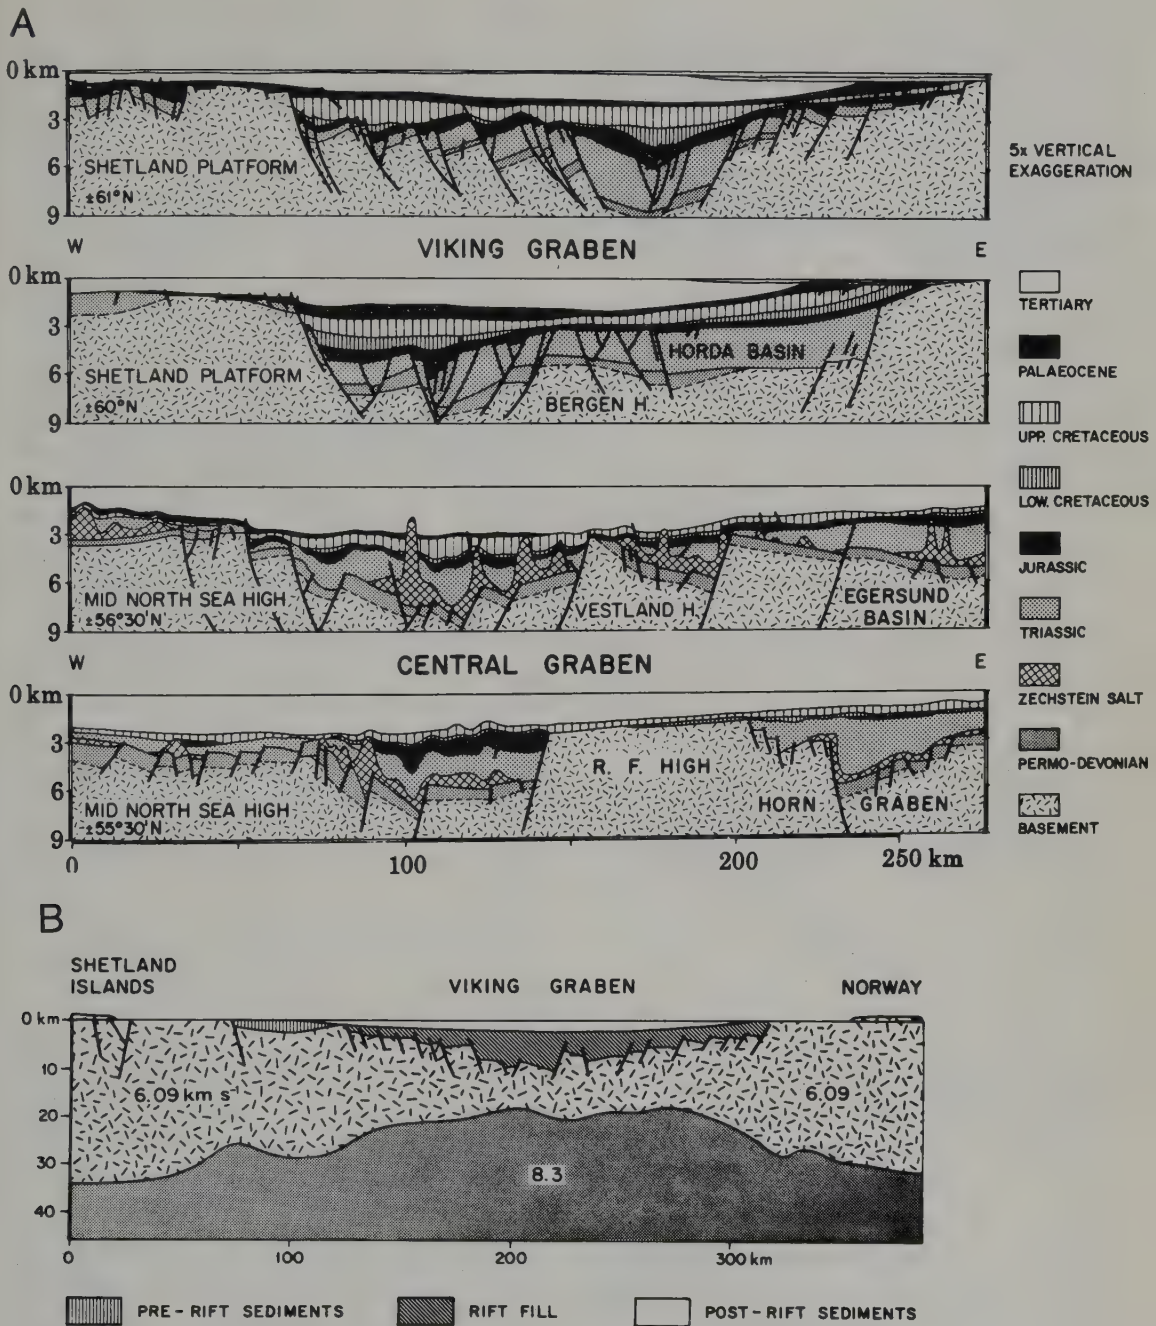 A
0 km
3
6
9
SHETLAND PLATFORM
±61°N
5x VERTICAL
EXAGGERATION
W
VIKING GRABEN
E
0 km
3
6
9
SHETLAND PLATFORM
±60°N
BERGEN H.
HORDA BASIN
0 km
3
6
9
MID NORTH SEA HIGH
±56°30'N
VESTLAND H.
EGERSUND
BASIN
W
CENTRAL GRABEN
E
0 km
3
6
9
MID NORTH SEA HIGH
±55°30'N
R. F. HIGH
HORN GRABEN
0
100
200
250 km
TERTIARY
PALAEOCENE
UPP. CRETACEOUS
LOW. CRETACEOUS
JURASSIC
TRIASSIC
ZECHSTEIN SALT
PERMO-DEVONIAN
BASEMENT
B
SHETLAND
ISLANDS
VIKING GRABEN
NORWAY
0 km
10
20
30
40
6.09 km s⁻
6.09
8.3
0
100
200
300 km
PRE-RIFT SEDIMENTS
RIFT FILL
POST-RIFT SEDIMENTS